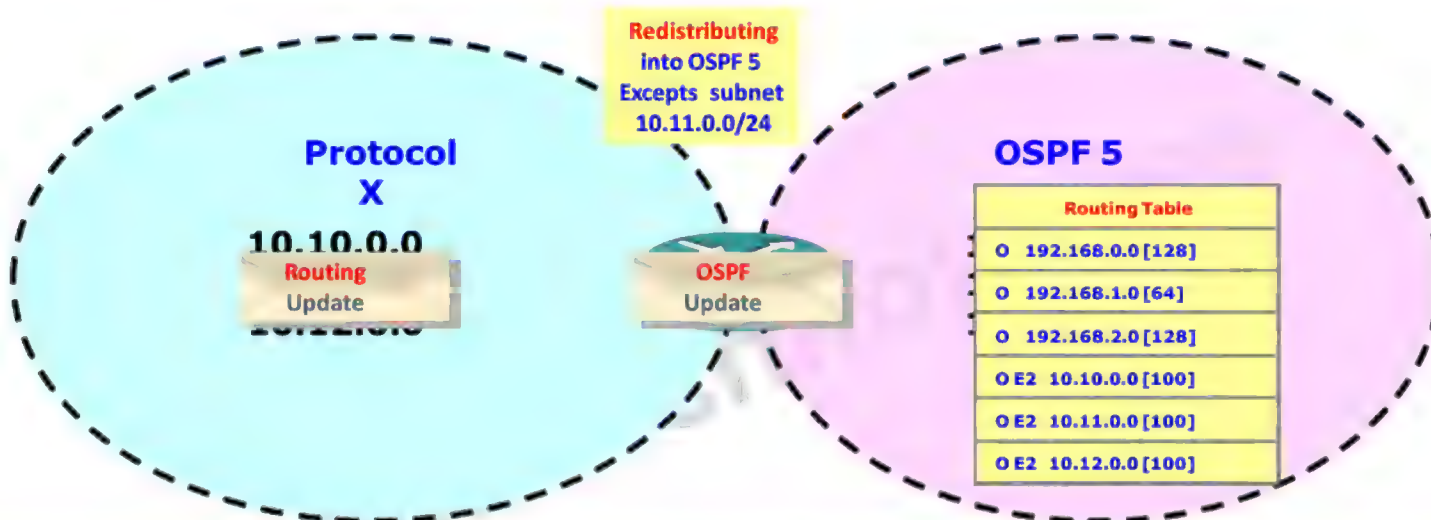 Redistributing
into OSPF 5
Excepts subnet
10.11.0.0/24
Protocol
X
10.10.0.0
Routing
Update
OSPF
Update
OSPF 5
Routing Table
O 192.168.0.0 [128]
O 192.168.1.0 [64]
O 192.168.2.0 [128]
O E2 10.10.0.0 [100]
O E2 10.11.0.0 [100]
O E2 10.12.0.0 [100]